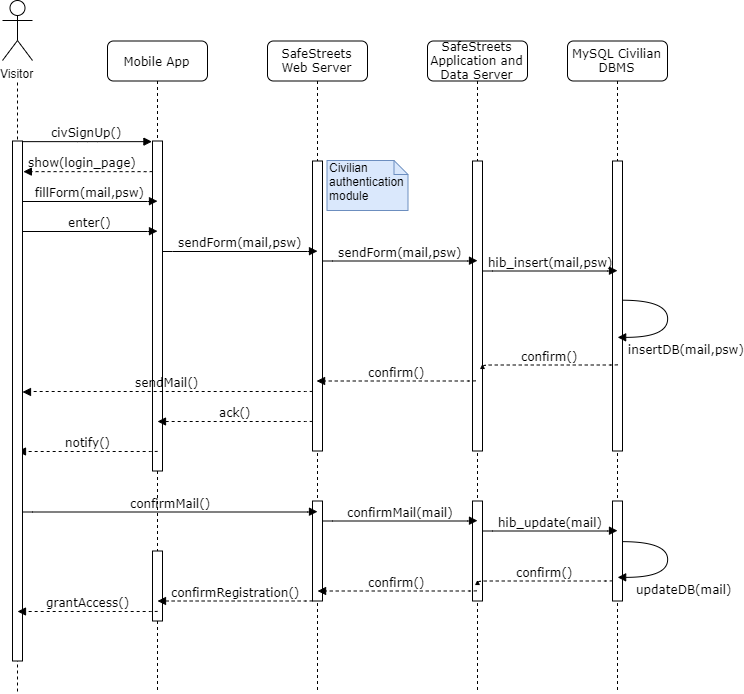 Visitor
Mobile App
SafeStreets
Web Server
SafeStreets
Application and
Data Server
MySQL Civilian
DBMS
civSignUp()
show(login_page)
Civilian
authentication
module
fillForm(mail,psw)
enter()
sendForm(mail,psw)
sendForm(mail,psw)
hib_insert(mail,psw)
insertDB(mail,psw)
confirm()
confirm()
sendMail()
ack()
notify()
confirmMail()
confirmMail(mail)
hib_update(mail)
updateDB(mail)
confirm()
confirm()
confirmRegistration()
grantAccess()